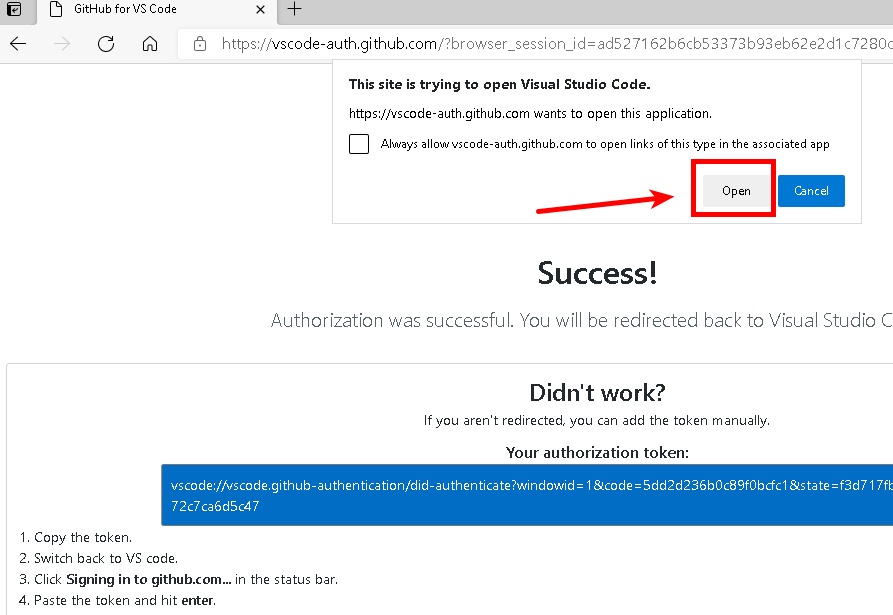 GitHub for VS Code
https://vscode-auth.github.com/?browser_session_id=ad527162b6cb53373b93eb62e2d1c7280c
This site is trying to open Visual Studio Code.
https://vscode-auth.github.com wants to open this application.
Always allow vscode-auth.github.com to open links of this type in the associated app
Open Cancel
Success!
Authorization was successful. You will be redirected back to Visual Studio C
Didn't work?
If you aren't redirected, you can add the token manually.
Your authorization token:
vscode://vscode.github-authentication/did-authenticate?windowid=1&code=5dd2d236b0c89f0bcfc1&state=f3d717fb
72c7ca6d5c47
1. Copy the token.
2. Switch back to VS code.
3. Click Signing in to github.com... in the status bar.
4. Paste the token and hit enter.